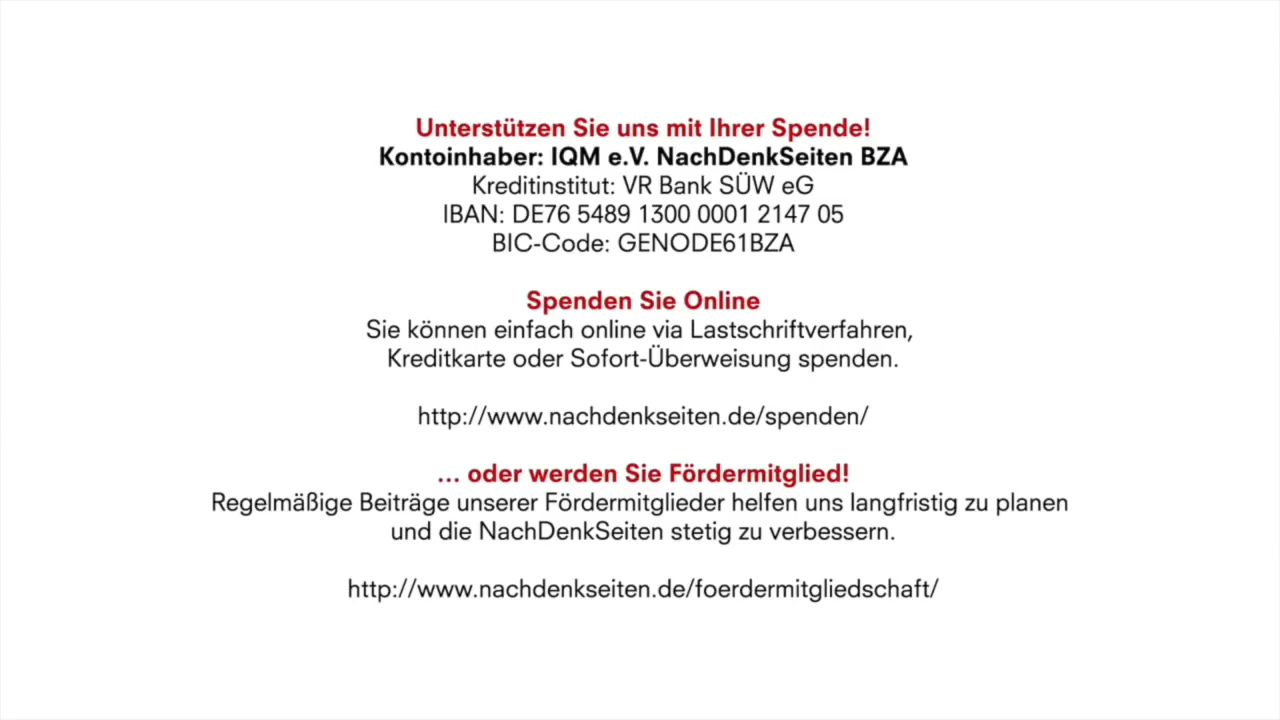 Unterstützen Sie uns mit Ihrer Spende!
Kontoinhaber: IQM e.V. NachDenkSeiten BZA
Kreditinstitut: VR Bank SÜW eG
IBAN: DE76 5489 1300 0001 2147 05
BIC-Code: GENODE61BZA
Spenden Sie Online
Sie können einfach online via Lastschriftverfahren,
Kreditkarte oder Sofort-Überweisung spenden.
http://www.nachdenkseiten.de/spenden/
... oder werden Sie Fördermitglied!
Regelmäßige Beiträge unserer Fördermitglieder helfen uns langfristig zu planen
und die NachDenkSeiten stetig zu verbessern.
http://www.nachdenkseiten.de/foerdermitgliedschaft/